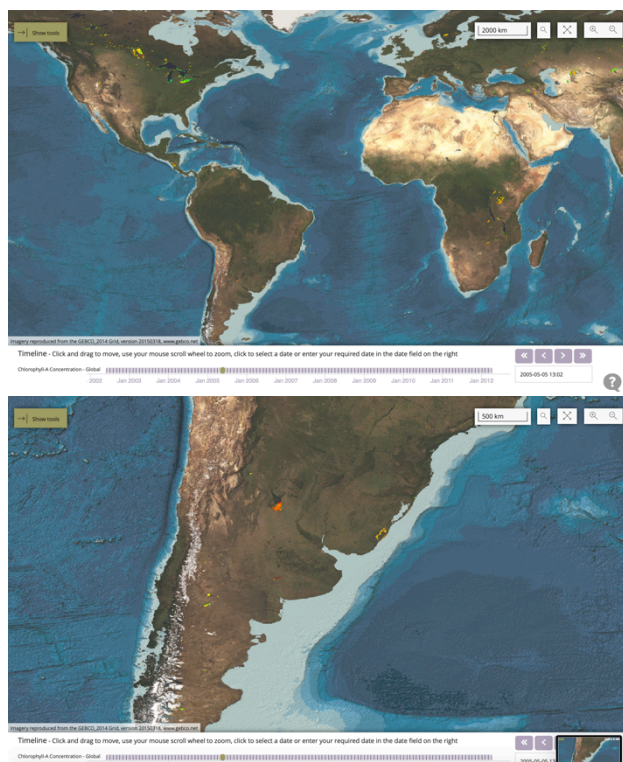 Show tools
2000 km
Imagery reproduced from the GEBCO_2014 Grid, version 20150318, www.gebco.net
Timeline - Click and drag to move, use your mouse scroll wheel to zoom, click to select a date or enter your required date in the date field on the right
Chlorophyll-A Concentration - Global
2002 Jan 2003 Jan 2004 Jan 2005 Jan 2006 Jan 2007 Jan 2008 Jan 2009 Jan 2010 Jan 2011 Jan 2012
2005-05-05 13:02
?
Show tools
500 km
Imagery reproduced from the GEBCO_2014 Grid, version 20150318, www.gebco.net
Timeline - Click and drag to move, use your mouse scroll wheel to zoom, click to select a date or enter your required date in the date field on the right
Chlorophyll-A Concentration - Global